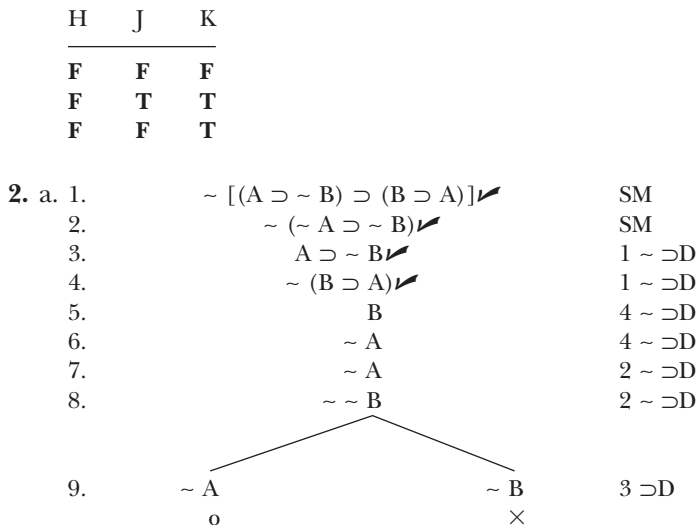 H J K
F F F
F T T
F F T
2. a. 1. ~ [(A ⊃ ~ B) ⊃ (B ⊃ A)]✔ SM
2. ~ (~ A ⊃ ~ B)✔ SM
3. A ⊃ ~ B✔ 1 ~ ⊃D
4. ~ (B ⊃ A)✔ 1 ~ ⊃D
5. B 4 ~ ⊃D
6. ~ A 4 ~ ⊃D
7. ~ A 2 ~ ⊃D
8. ~ ~ B 2 ~ ⊃D
9. ~ A ~ B 3 ⊃D
o ×